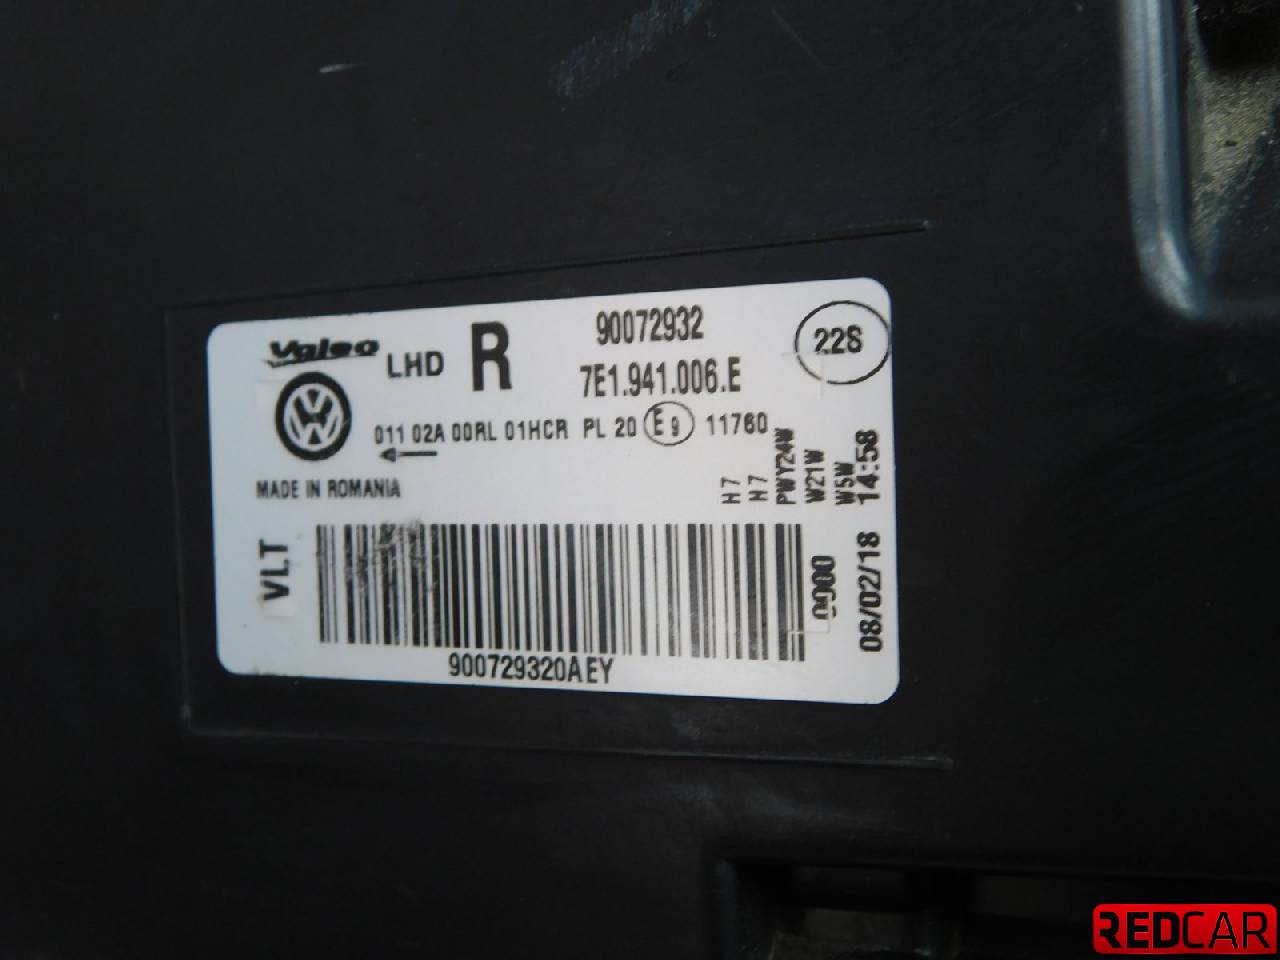 Valeo
LHD
R
90072932
7E1.941.006.E
22S
011 02A 00RL 01HCR PL 20 E9 11760
MADE IN ROMANIA
H7
H7
PWY24W
W21W
W5W
08/02/18 14:58
VLT
0000
900729320AEY
REDCAR